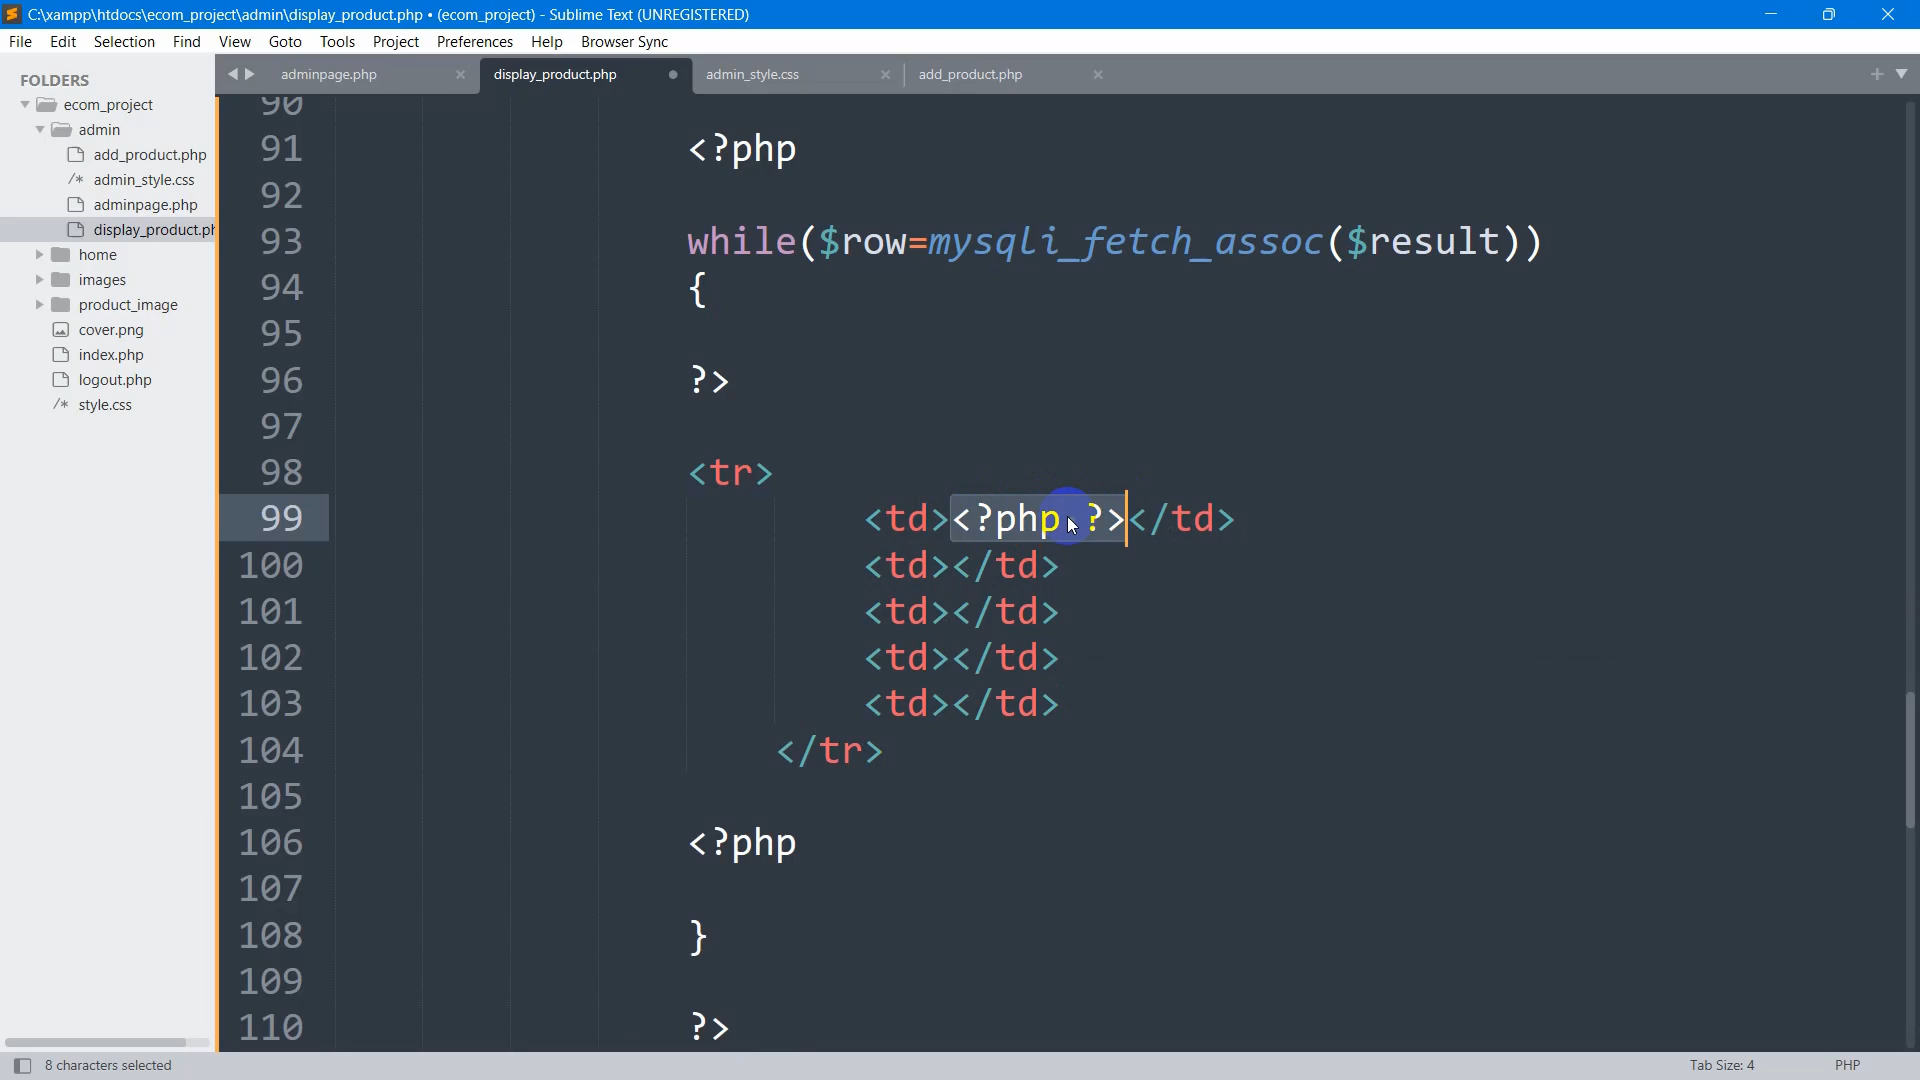 C:\xampp\htdocs\ecom_project\admin\display_product.php • (ecom_project) - Sublime Text (UNREGISTERED)
File Edit Selection Find View Goto Tools Project Preferences Help Browser Sync
FOLDERS
ecom_project
admin
add_product.php
/* admin_style.css
adminpage.php
display_product.ph
home
images
product_image
cover.png
index.php
logout.php
/* style.css
adminpage.php × display_product.php • admin_style.css × add_product.php ×
90
91 <?php
92
93 while($row=mysqli_fetch_assoc($result))
94 {
95
96 ?>
97
98 <tr>
99 <td><?php ?></td>
100 <td></td>
101 <td></td>
102 <td></td>
103 <td></td>
104 </tr>
105
106 <?php
107
108 }
109
110 ?>
8 characters selected Tab Size: 4 PHP